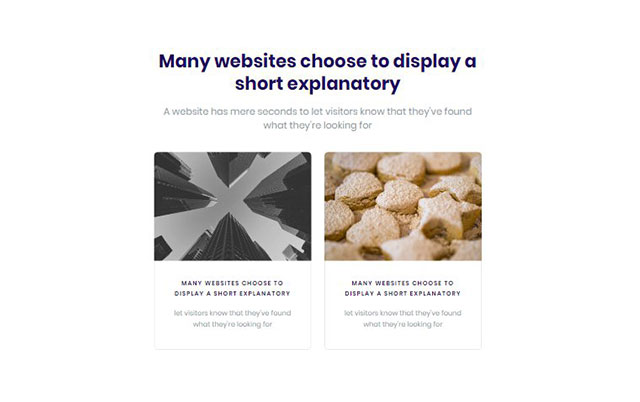 Many websites choose to display a
short explanatory
A website has mere seconds to let visitors know that they've found
what they're looking for
MANY WEBSITES CHOOSE TO
DISPLAY A SHORT EXPLANATORY
let visitors know that they've found
what they're looking for
MANY WEBSITES CHOOSE TO
DISPLAY A SHORT EXPLANATORY
let visitors know that they've found
what they're looking for